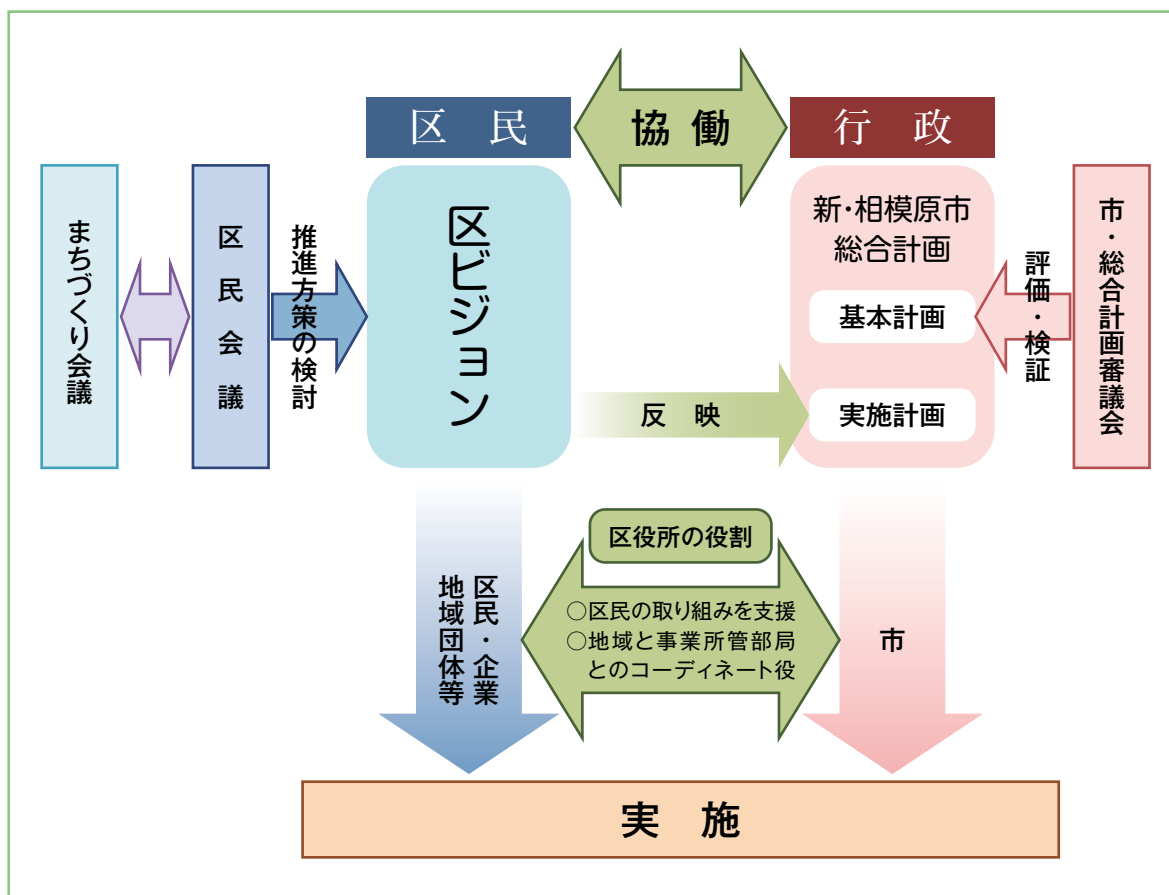 区民
協働
行政
まちづくり会議
区民会議
推進方策の検討
区ビジョン
新・相模原市
総合計画
基本計画
実施計画
評価・検証
市・総合計画審議会
反映
区役所の役割
○区民の取り組みを支援
○地域と事業所管部局
とのコーディネート役
区民・企業
地域団体等
市
実施